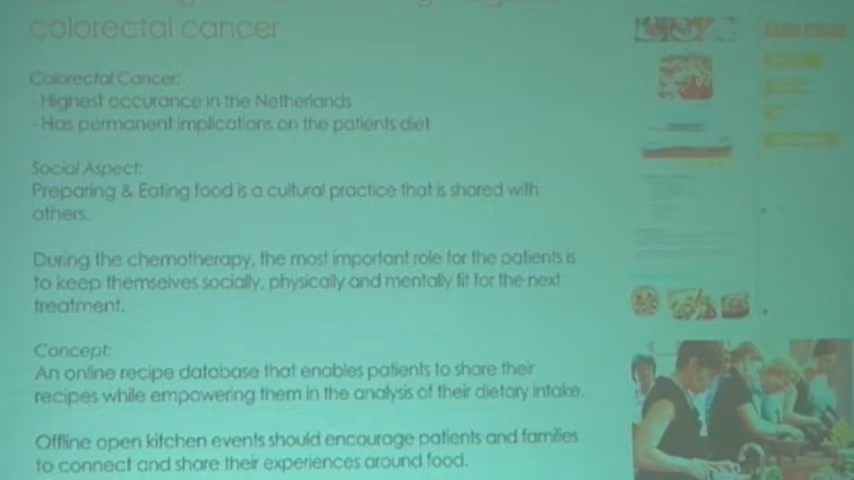 colorectal cancer
Colorectal Cancer:
- Highest occurance in the Netherlands
- Has permanent implications on the patients diet
Social Aspect:
Preparing & Eating food is a cultural practice that is shared with
others.
During the chemotherapy, the most important role for the patients is
to keep themselves socially, physically and mentally fit for the next
treatment.
Concept:
An online recipe database that enables patients to share their
recipes while empowering them in the analysis of their dietary intake.
Offline open kitchen events should encourage patients and families
to connect and share their experiences around food.